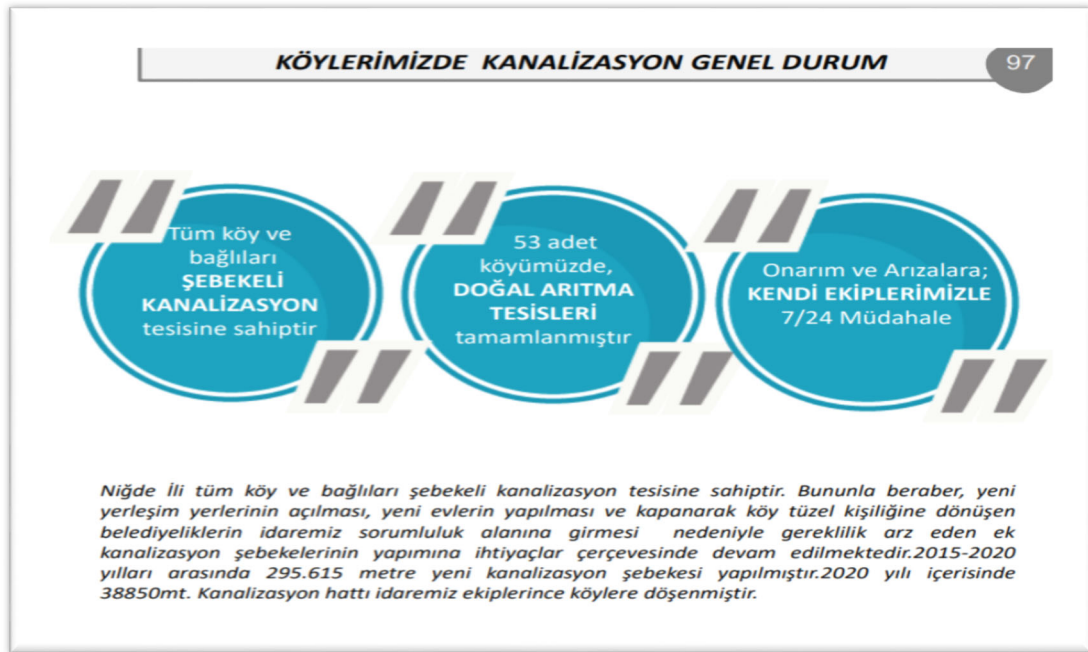 KÖYLERİMİZDE KANALİZASYON GENEL DURUM
97
Tüm köy ve
bağlıları
ŞEBEKELİ
KANALİZASYON
tesisine sahiptir
53 adet
köyümüzde,
DOĞAL ARITMA
TESİSLERİ
tamamlanmıştır
Onarım ve Arızalara;
KENDİ EKİPLERİMİZLE
7/24 Müdahale
Niğde İli tüm köy ve bağlıları şebekeli kanalizasyon tesisine sahiptir. Bununla beraber, yeni
yerleşim yerlerinin açılması, yeni evlerin yapılması ve kapanarak köy tüzel kişiliğine dönüşen
belediyeliklerin idaremiz sorumluluk alanına girmesi nedeniyle gereklilik arz eden ek
kanalizasyon şebekelerinin yapımına ihtiyaçlar çerçevesinde devam edilmektedir.2015-2020
yılları arasında 295.615 metre yeni kanalizasyon şebekesi yapılmıştır.2020 yılı içerisinde
38850mt. Kanalizasyon hattı idaremiz ekiplerince köylere döşenmiştir.